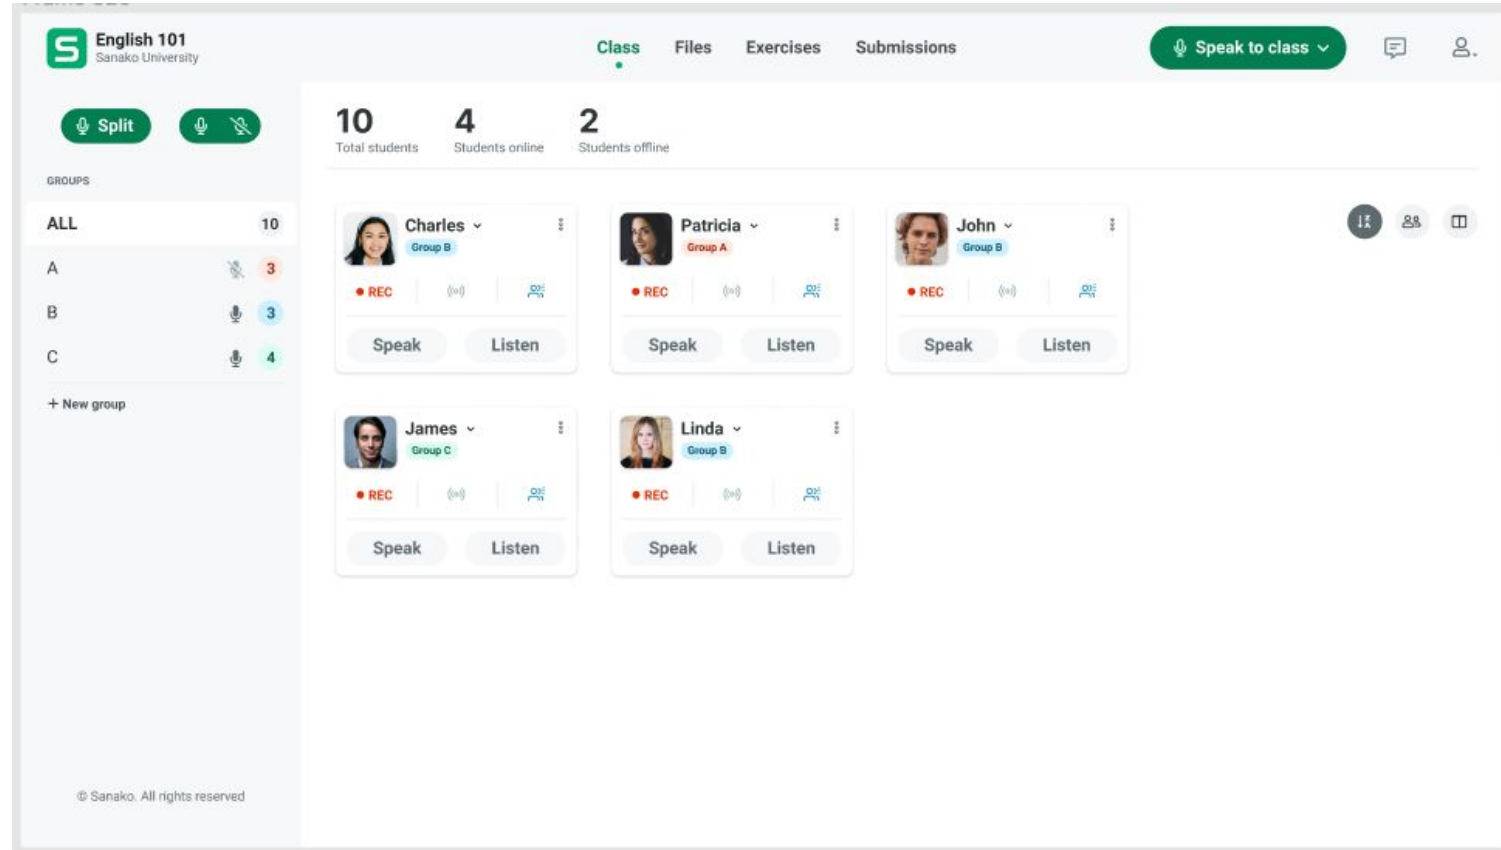 English 101
Sanako University
Class Files Exercises Submissions
Speak to class
Split
10 4 2
Total students Students online Students offline
GROUPS
ALL 10
A 3
B 3
C 4
+ New group
Charles
Group B
REC
Speak Listen
Patricia
Group A
REC
Speak Listen
John
Group B
REC
Speak Listen
James
Group C
REC
Speak Listen
Linda
Group B
REC
Speak Listen
© Sanako. All rights reserved